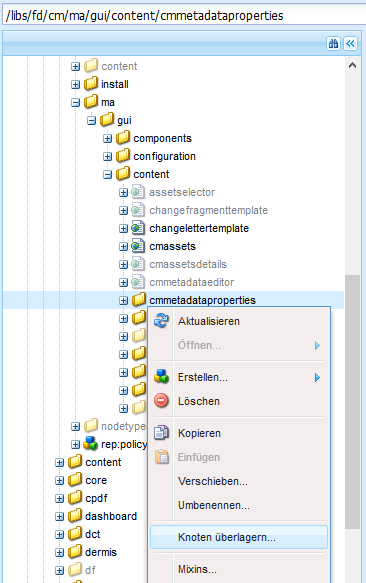 /libs/fd/cm/ma/gui/content/cmmetadataproperties
content
install
ma
gui
components
configuration
content
assetselector
changefragmenttemplate
changelettertemplate
cmassets
cmassetsdetails
cmmetadataeditor
cmmetadataproperties
Aktualisieren
Öffnen...
Erstellen...
Löschen
Kopieren
Einfügen
Verschieben...
Umbenennen...
Knoten überlagern...
Mixins...
nodetypes
rep:policy
content
core
cpdf
dashboard
dct
dermis
df